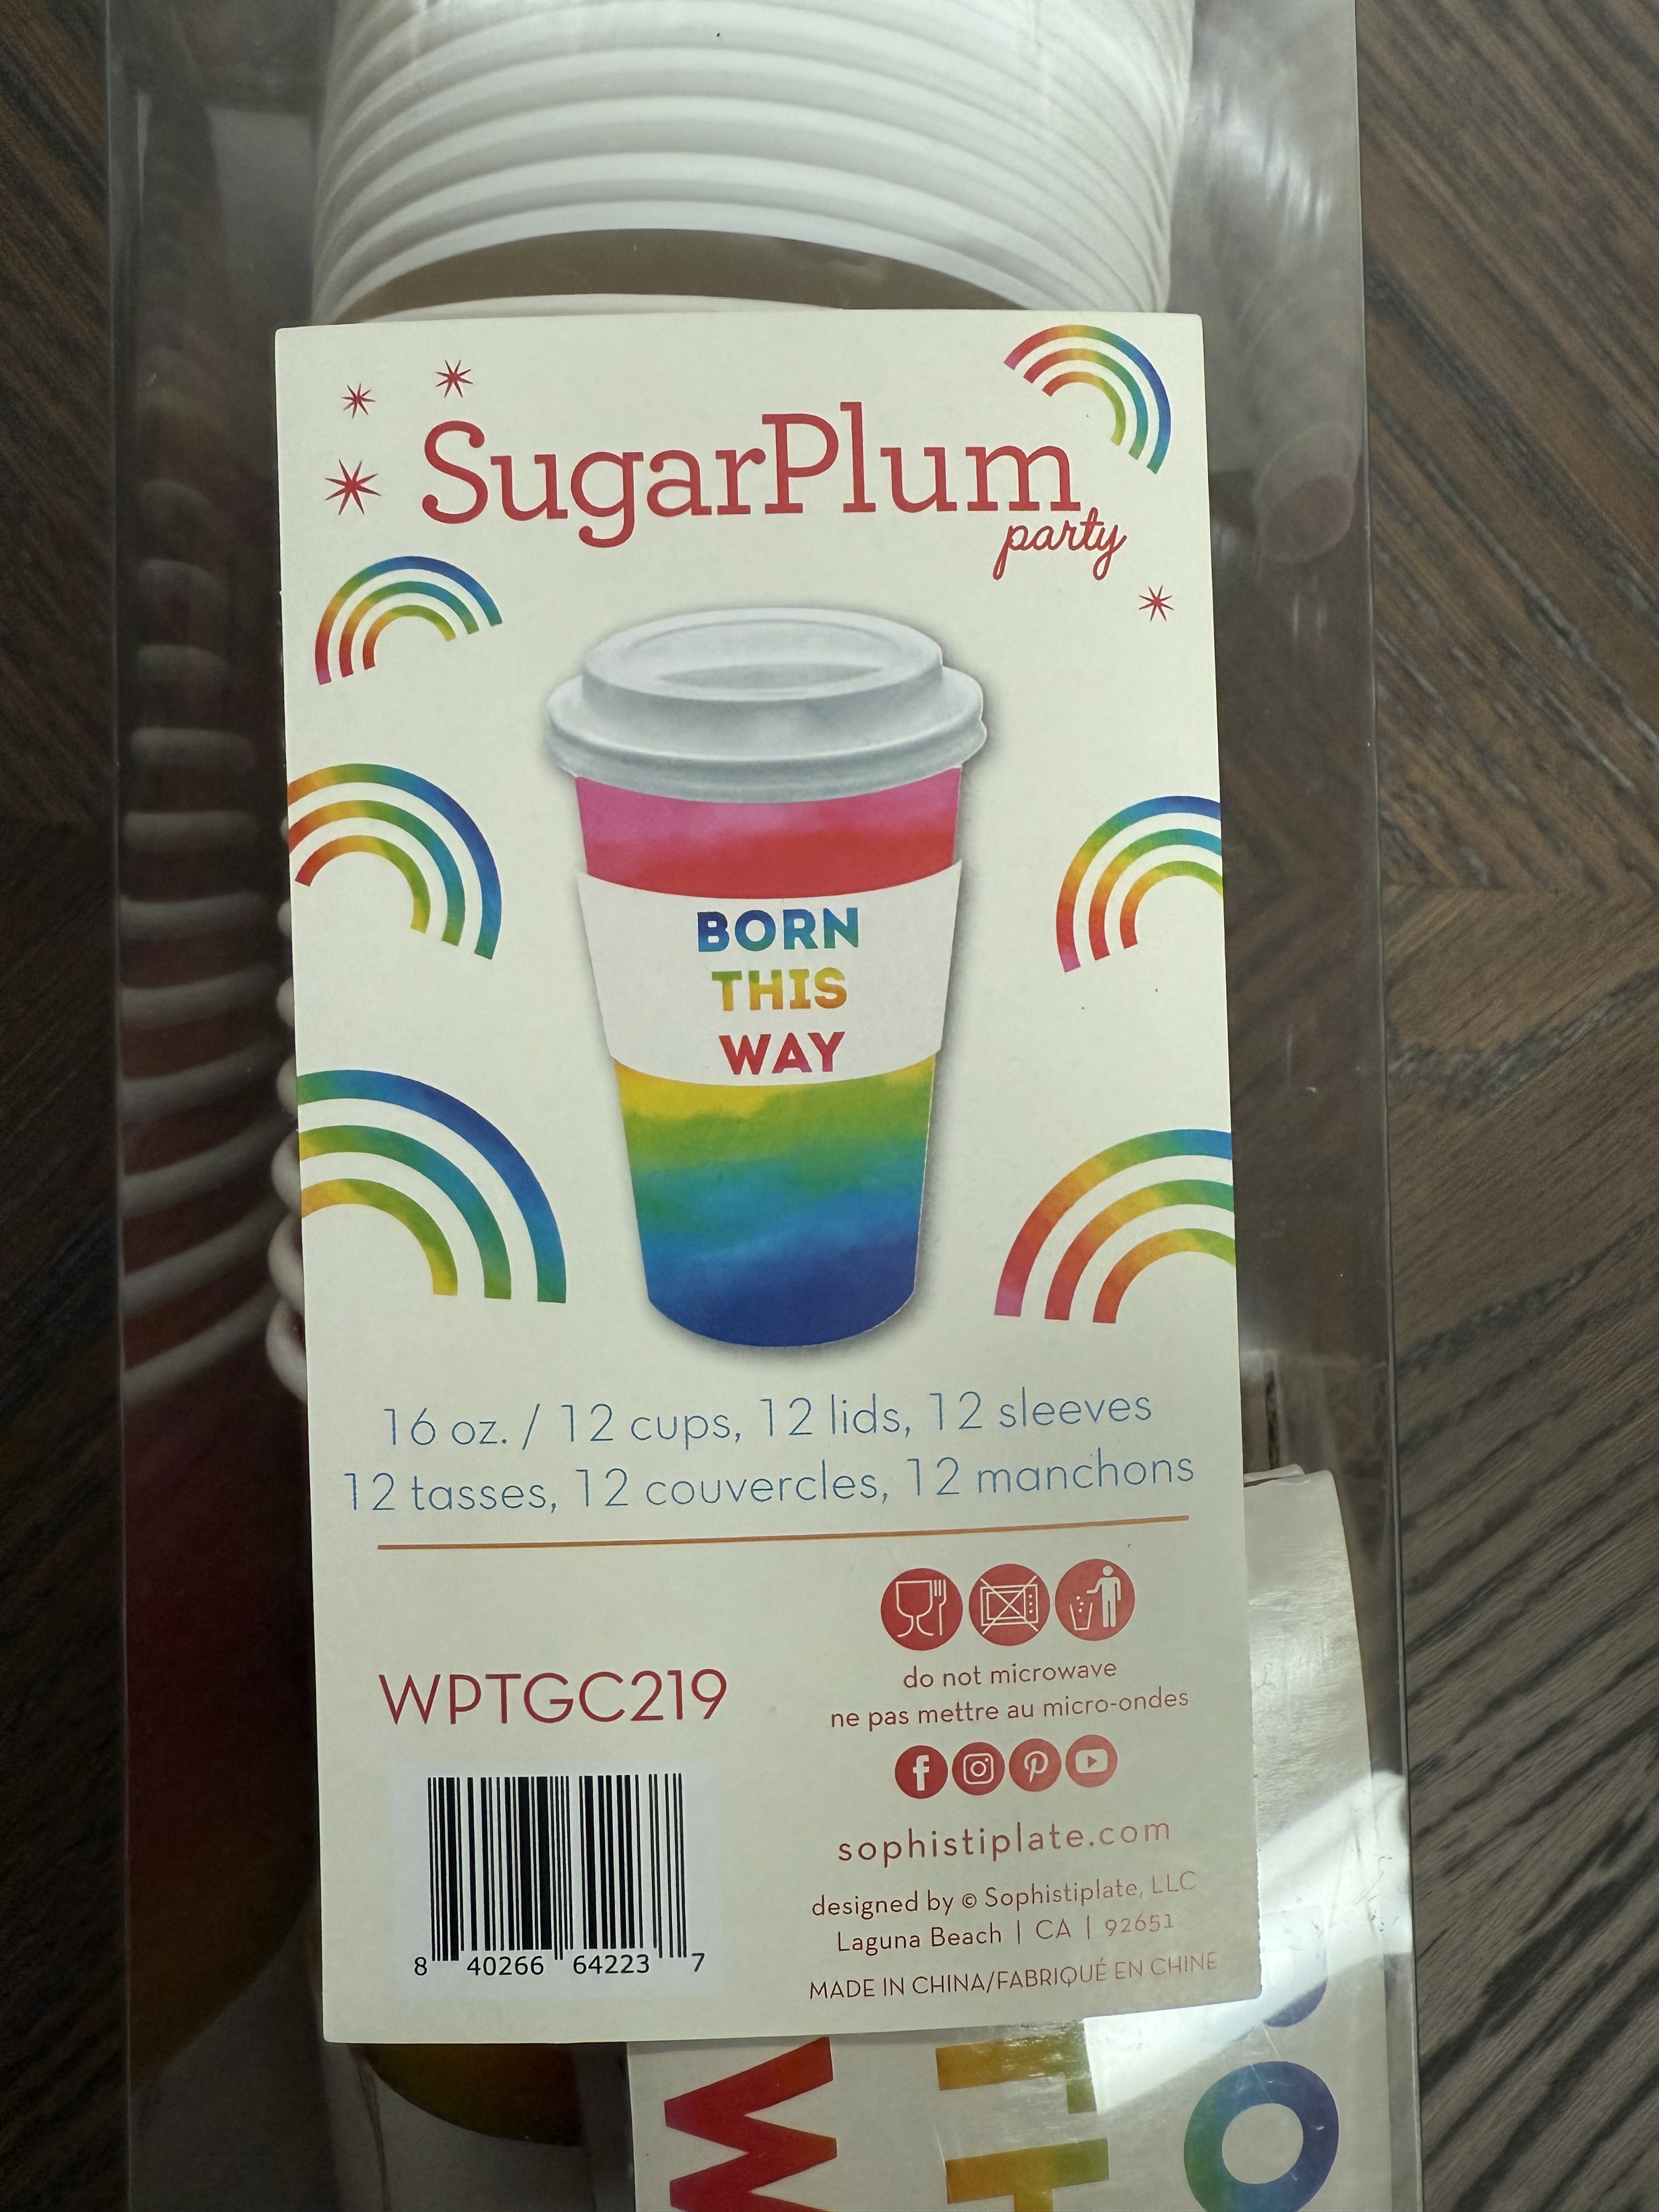 SugarPlum
party
BORN
THIS
WAY
16 oz. / 12 cups, 12 lids, 12 sleeves
12 tasses, 12 couvercles, 12 manchons
WPTGC219
do not microwave
ne pas mettre au micro-ondes
sophistiplate.com
designed by © Sophistiplate, LLC
Laguna Beach | CA | 92651
MADE IN CHINA/FABRIQUÉ EN CHINE
8 40266 64223 7